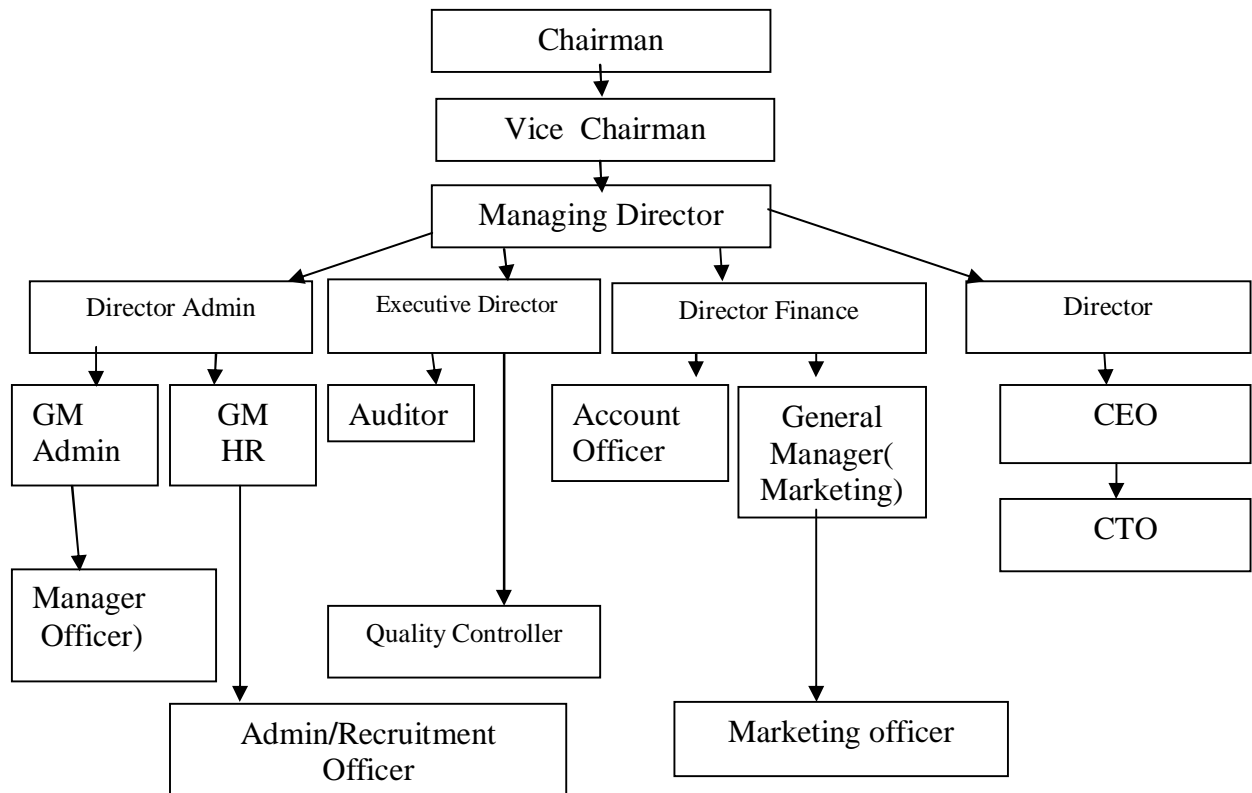 Chairman
Vice Chairman
Managing Director
Director Admin
Executive Director
Director Finance
Director
GM
Admin
GM
HR
Auditor
Account
Officer
General
Manager(
Marketing)
CEO
CTO
Manager
Officer)
Quality Controller
Admin/Recruitment
Officer
Marketing officer